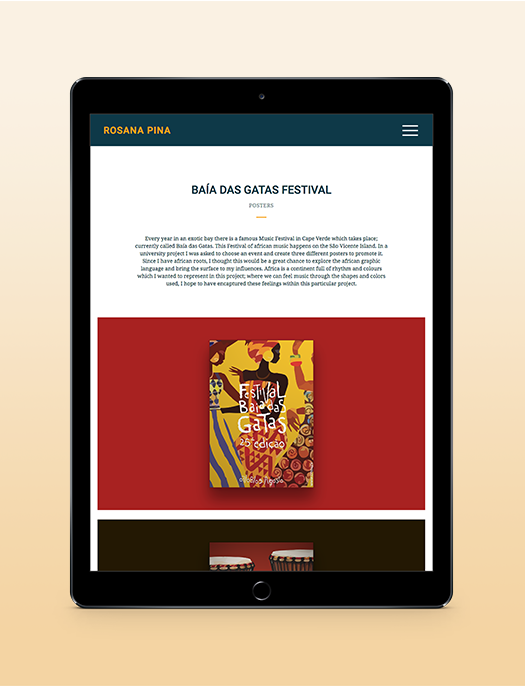 ROSANA PINA
BAÍA DAS GATAS FESTIVAL
POSTERS
Every year in an exotic bay there is a famous Music Festival in Cape Verde which takes place;
currently called Baía das Gatas. This Festival of african music happens on the São Vicente Island. In a
university project I was asked to choose an event and create three different posters to promote it.
Since I have african roots, I thought this would be a great chance to explore the african graphic
language and bring the surface to my influences. Africa is a continent full of rhythm and colours
which I wanted to represent in this project; where we can feel music through the shapes and colors
used, I hope to have encaptured these feelings within this particular project.
Festival
Baía das
Gatas
26ª edição